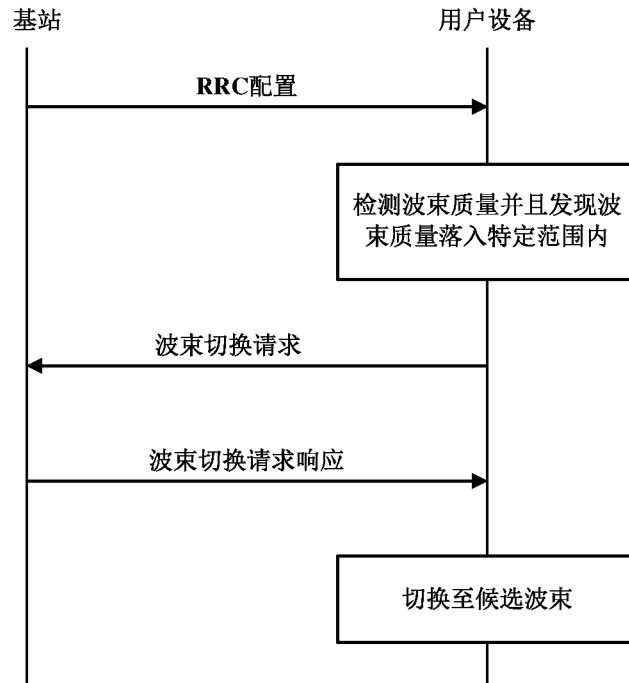 基站
用户设备
RRC配置
检测波束质量并且发现波
束质量落入特定范围内
波束切换请求
波束切换请求响应
切换至候选波束